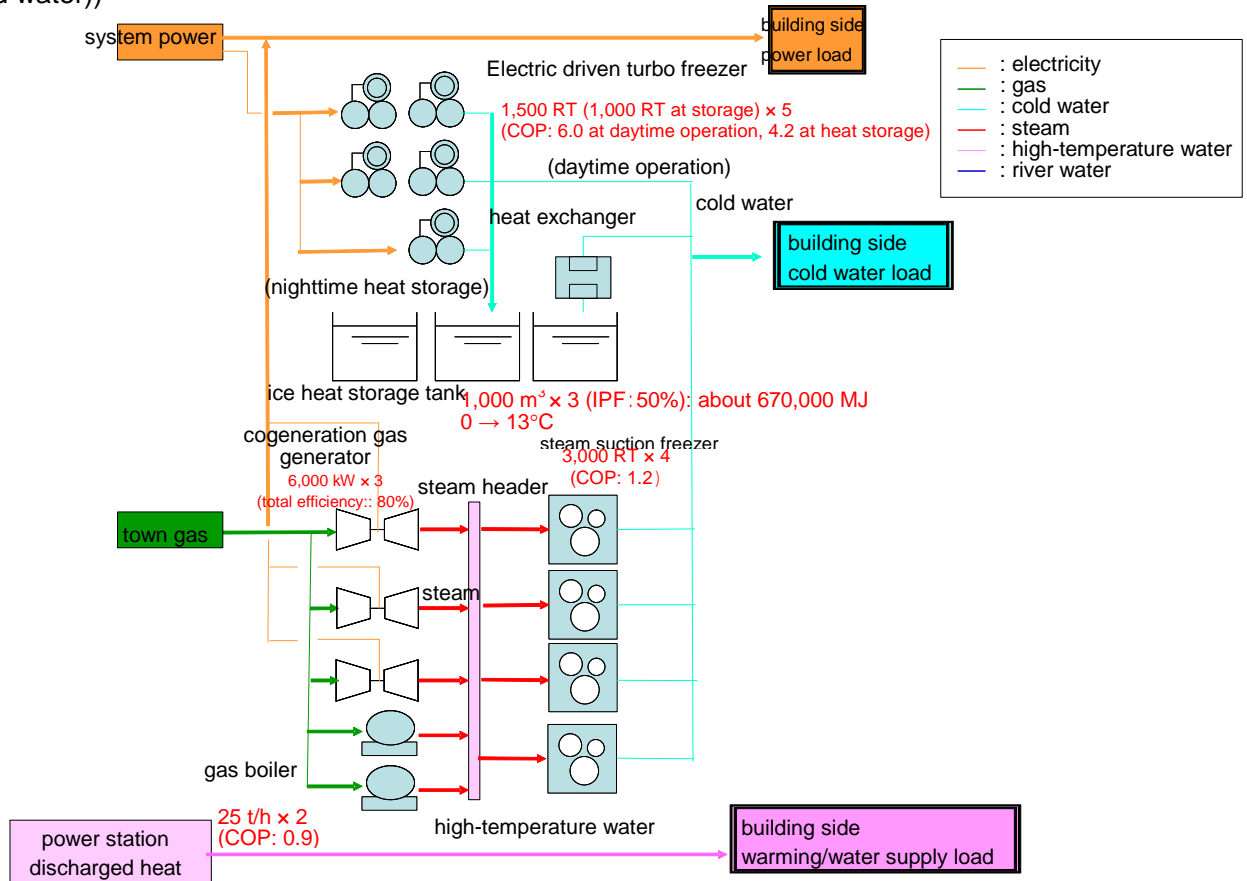 d water))
system power
building side
power load
: electricity
: gas
: cold water
: steam
: high-temperature water
: river water
Electric driven turbo freezer
1,500 RT (1,000 RT at storage) × 5
(COP: 6.0 at daytime operation, 4.2 at heat storage)
(daytime operation)
cold water
heat exchanger
building side
cold water load
(nighttime heat storage)
ice heat storage tank
1,000 m³ × 3 (IPF: 50%): about 670,000 MJ
0 → 13°C
cogeneration gas
generator
6,000 kW × 3
(total efficiency:: 80%)
steam suction freezer
3,000 RT × 4
(COP: 1.2)
steam header
town gas
steam
gas boiler
25 t/h × 2
(COP: 0.9)
high-temperature water
power station
discharged heat
building side
warming/water supply load